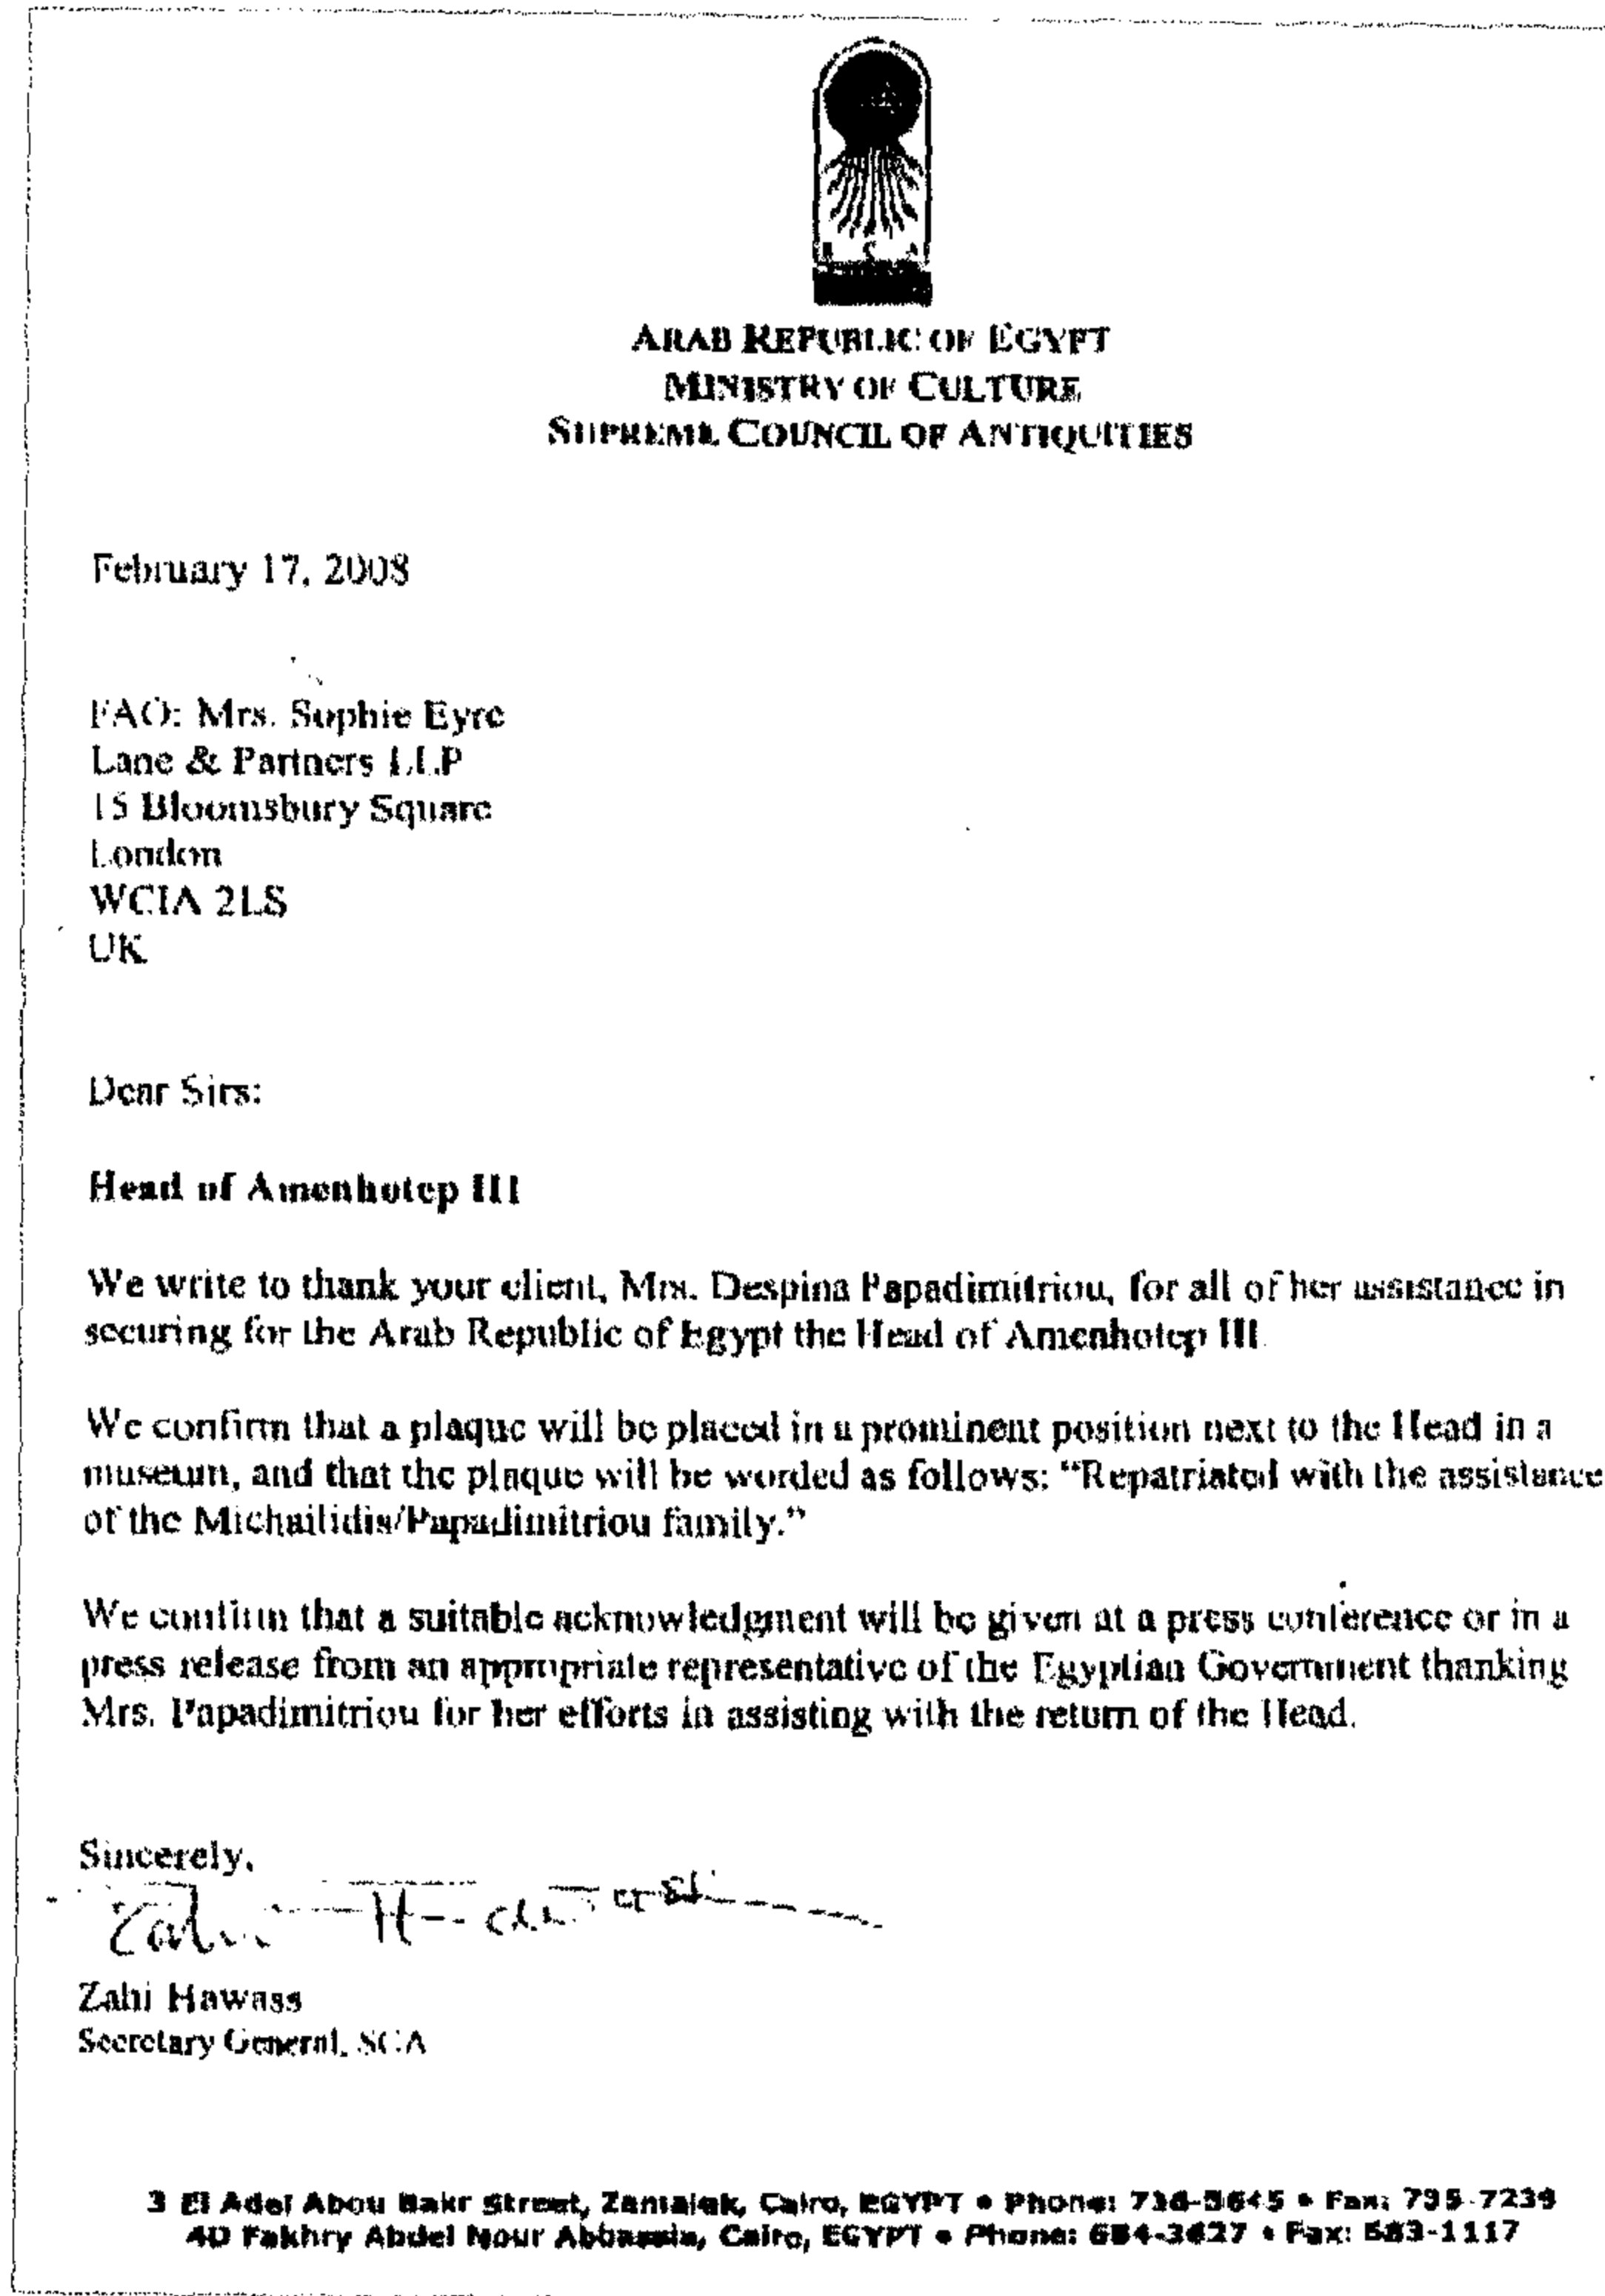 ARAB REPUBLIC OF EGYPT
MINISTRY OF CULTURE
SUPREME COUNCIL OF ANTIQUITIES
February 17, 2008
FAO: Mrs. Sophie Eyre
Lane & Partners LLP
15 Bloomsbury Square
London
WC1A 2LS
UK
Dear Sirs:
Head of Amenhotep III
We write to thank your client, Mrs. Despina Papadimitriou, for all of her assistance in
securing for the Arab Republic of Egypt the Head of Amenhotep III.
We confirm that a plaque will be placed in a prominent position next to the Head in a
museum, and that the plaque will be worded as follows: “Repatriated with the assistance
of the Michailidis/Papadimitriou family.”
We confirm that a suitable acknowledgment will be given at a press conference or in a
press release from an appropriate representative of the Egyptian Government thanking
Mrs. Papadimitriou for her efforts in assisting with the return of the Head.
Sincerely,
Zahi Hawass
Secretary General, SCA
3 El Adel Abou Bakr Street, Zamalek, Cairo, EGYPT • Phone: • Fax: 735-7239
4D Fakhry Abdel Nour Abbassia, Cairo, EGYPT • Phone: • Fax: 683-1117